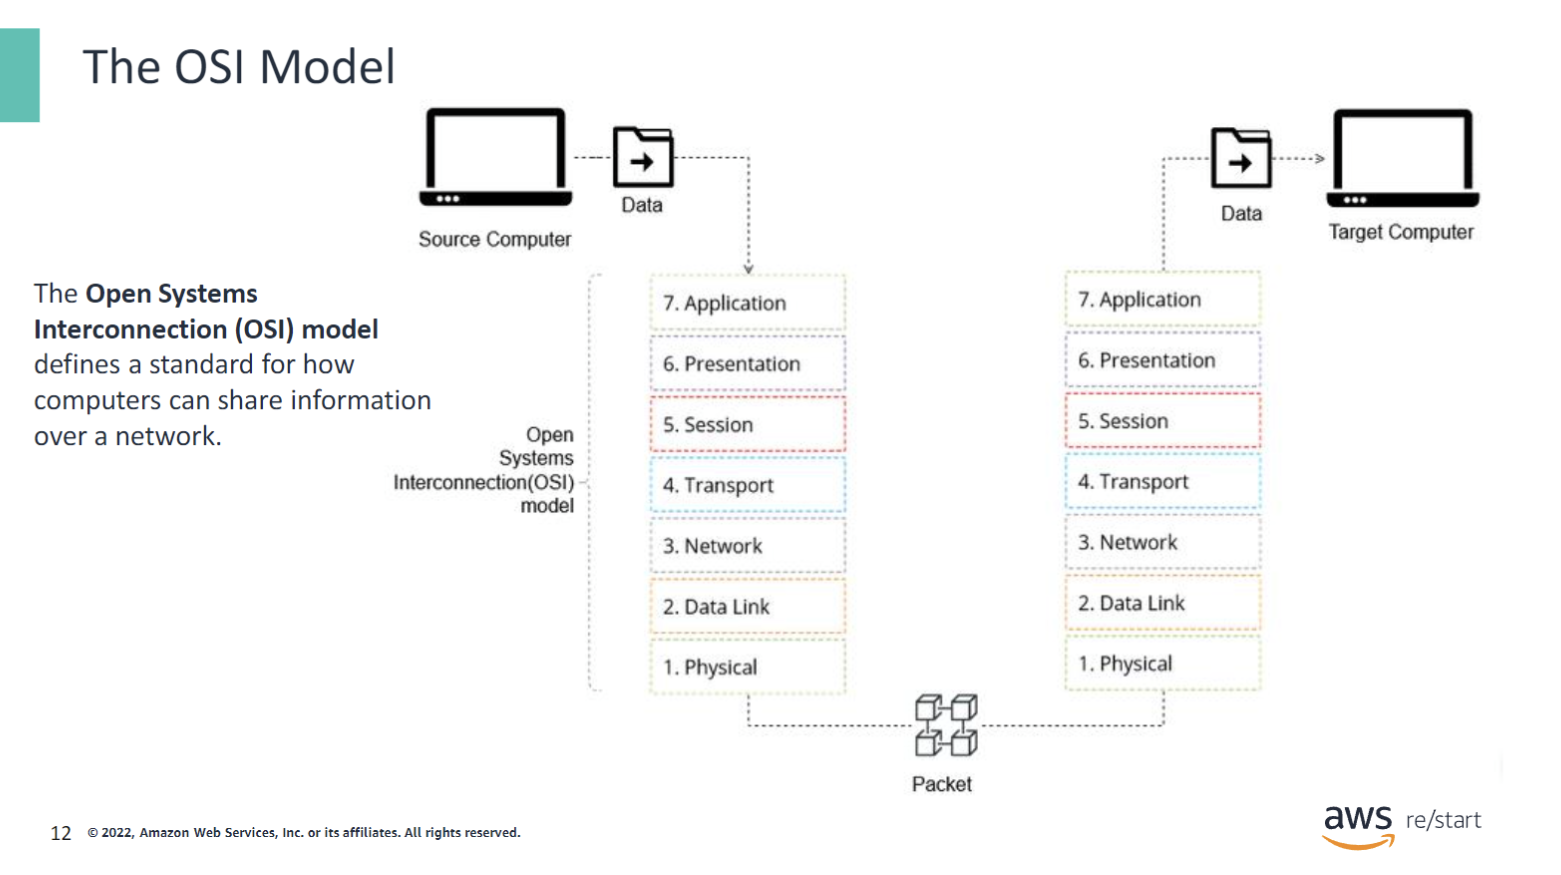 The OSI Model
Data
Source Computer
Data
Target Computer
The Open Systems
Interconnection (OSI) model
defines a standard for how
computers can share information
over a network.
Open
Systems
Interconnection(OSI)
model
7. Application
6. Presentation
5. Session
4. Transport
3. Network
2. Data Link
1. Physical
7. Application
6. Presentation
5. Session
4. Transport
3. Network
2. Data Link
1. Physical
Packet
12 © 2022, Amazon Web Services, Inc. or its affiliates. All rights reserved.
aws re/start